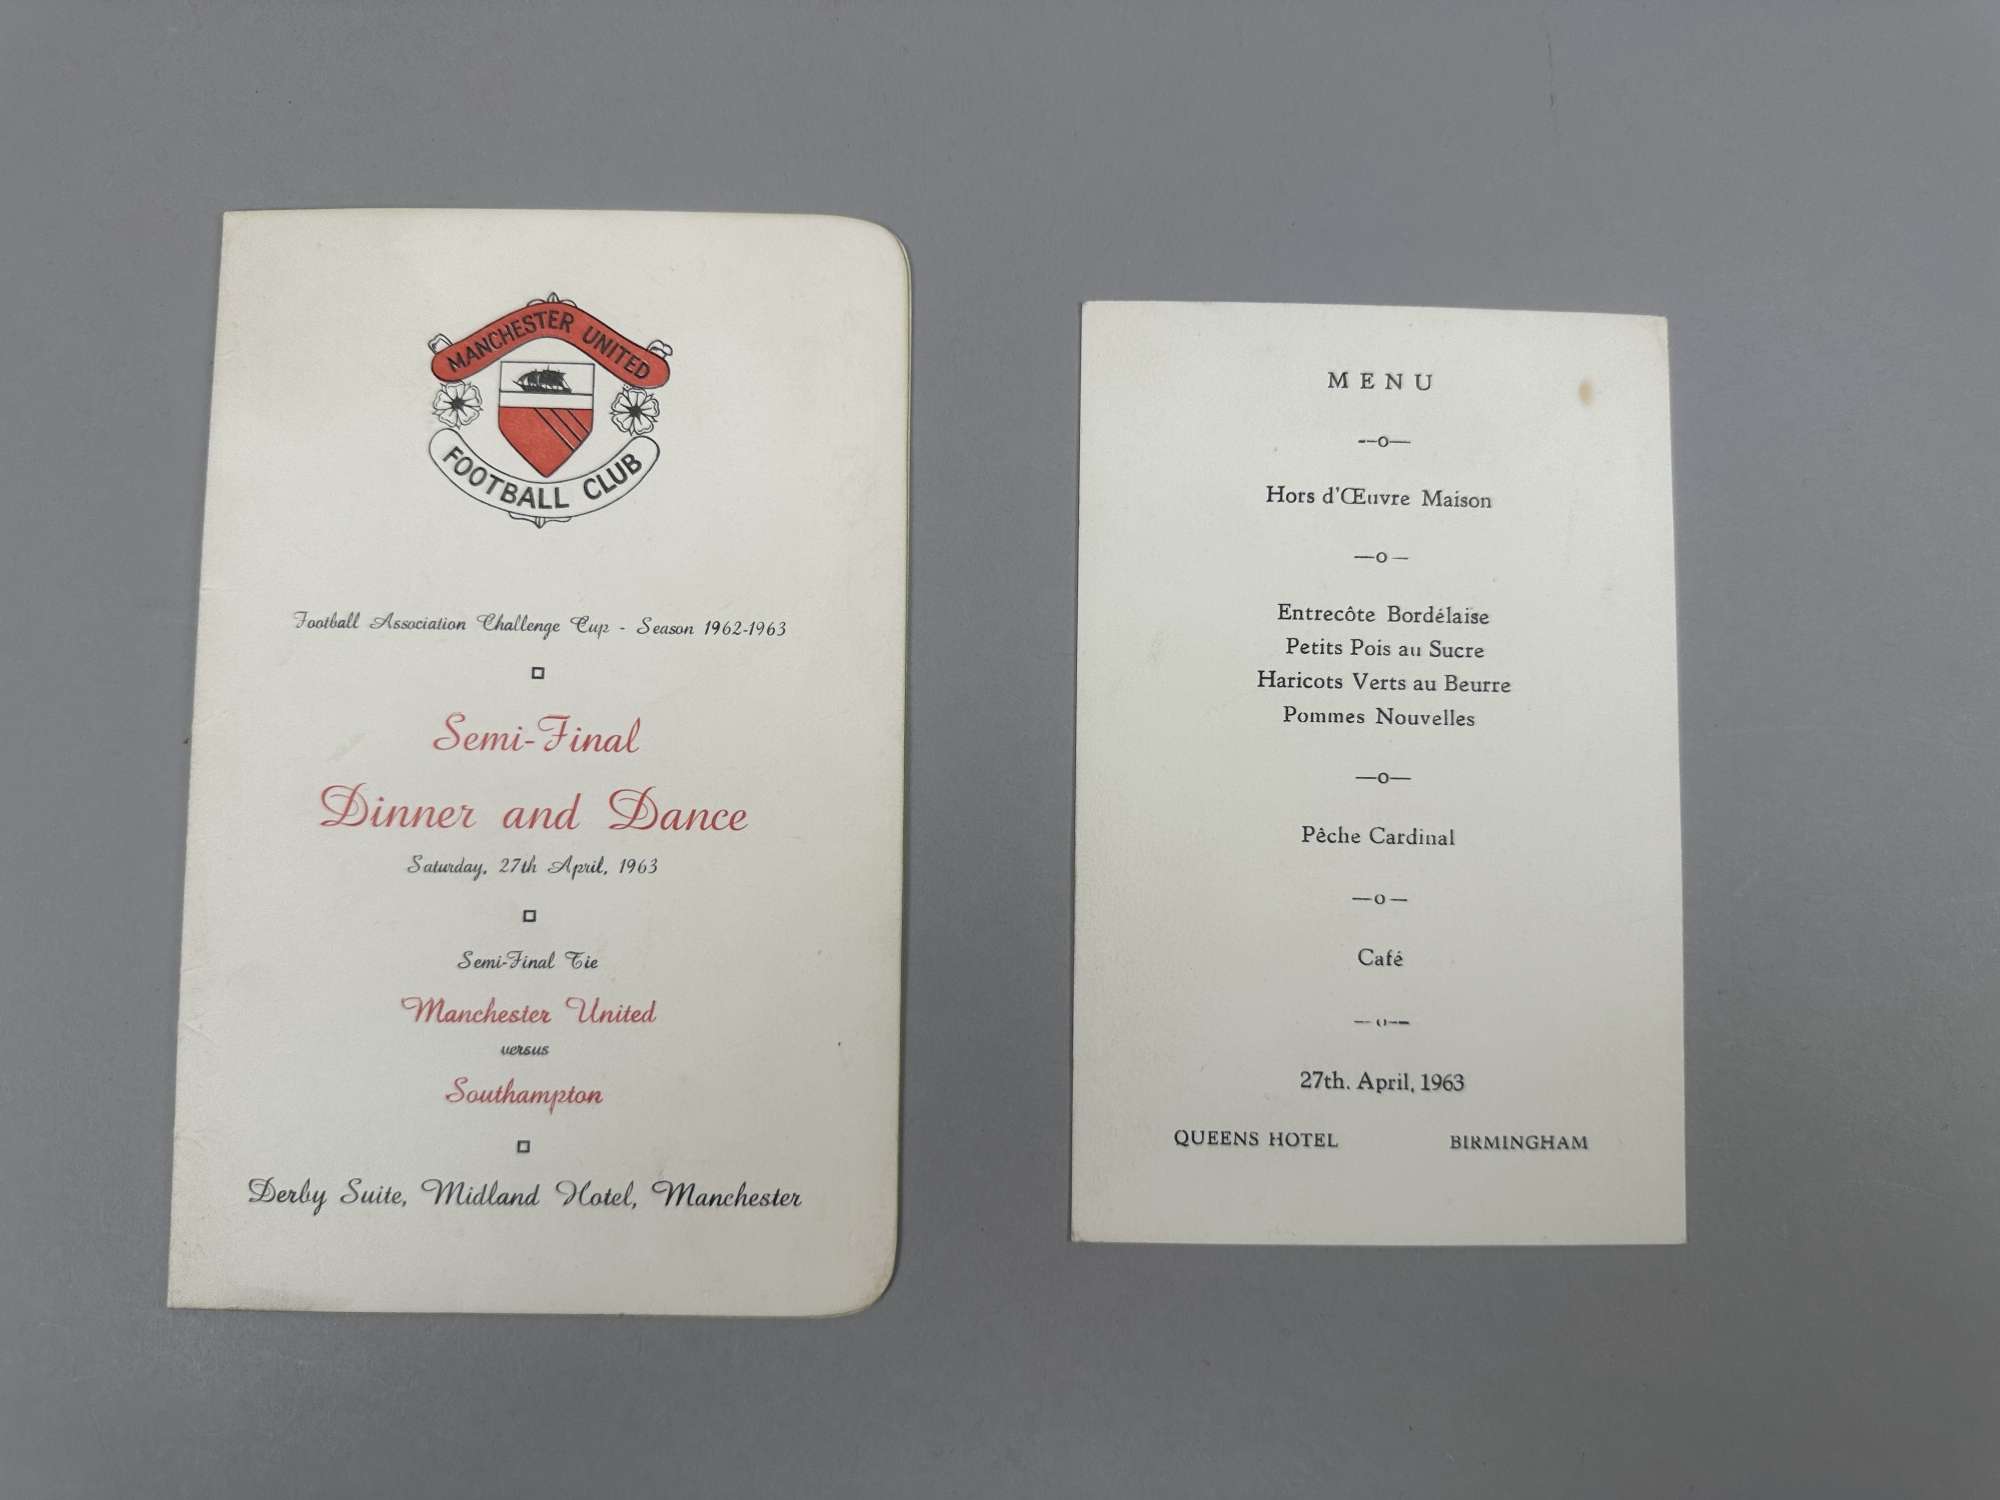 MANCHESTER UNITED
FOOTBALL CLUB
Football Association Challenge Cup - Season 1962-1963
Semi-Final
Dinner and Dance
Saturday, 27th April, 1963
Semi-Final Tie
Manchester United
versus
Southampton
Derby Suite, Midland Hotel, Manchester
MENU
—o—
Hors d'Œuvre Maison
—o—
Entrecôte Bordélaise
Petits Pois au Sucre
Haricots Verts au Beurre
Pommes Nouvelles
—o—
Pêche Cardinal
—o—
Café
—o—
27th. April, 1963
QUEENS HOTEL BIRMINGHAM